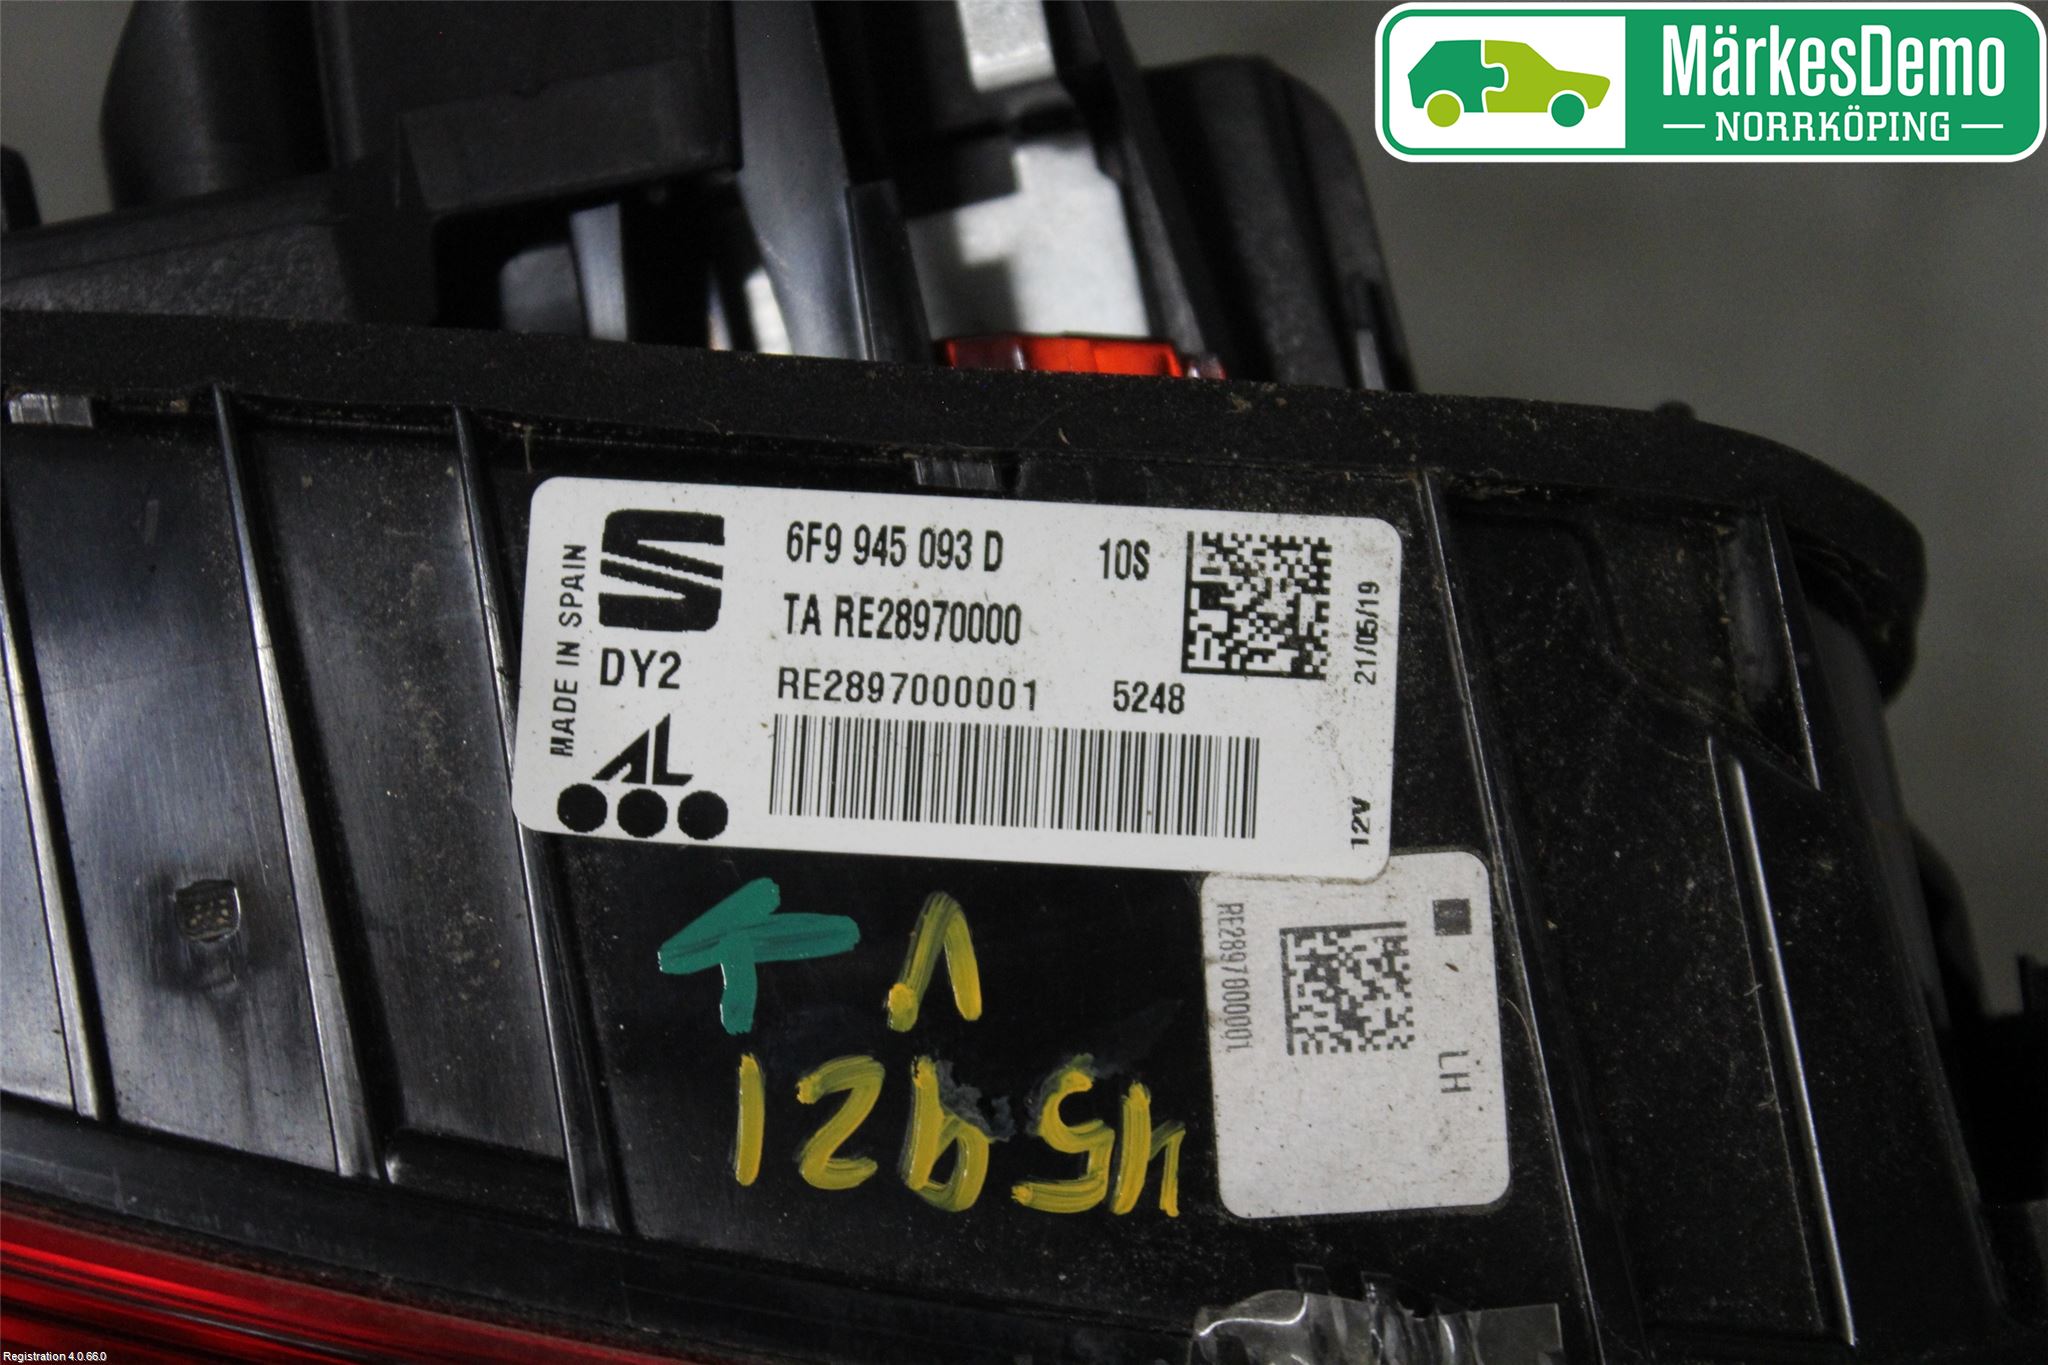 MärkesDemo
NORRKÖPING
MADE IN SPAIN
6F9 945 093 D
10S
TA RE28970000
DY2
RE2897000001
5248
21/05/19
12V
AL
RE2897000001
LH
V
Registration 4.0.66.0